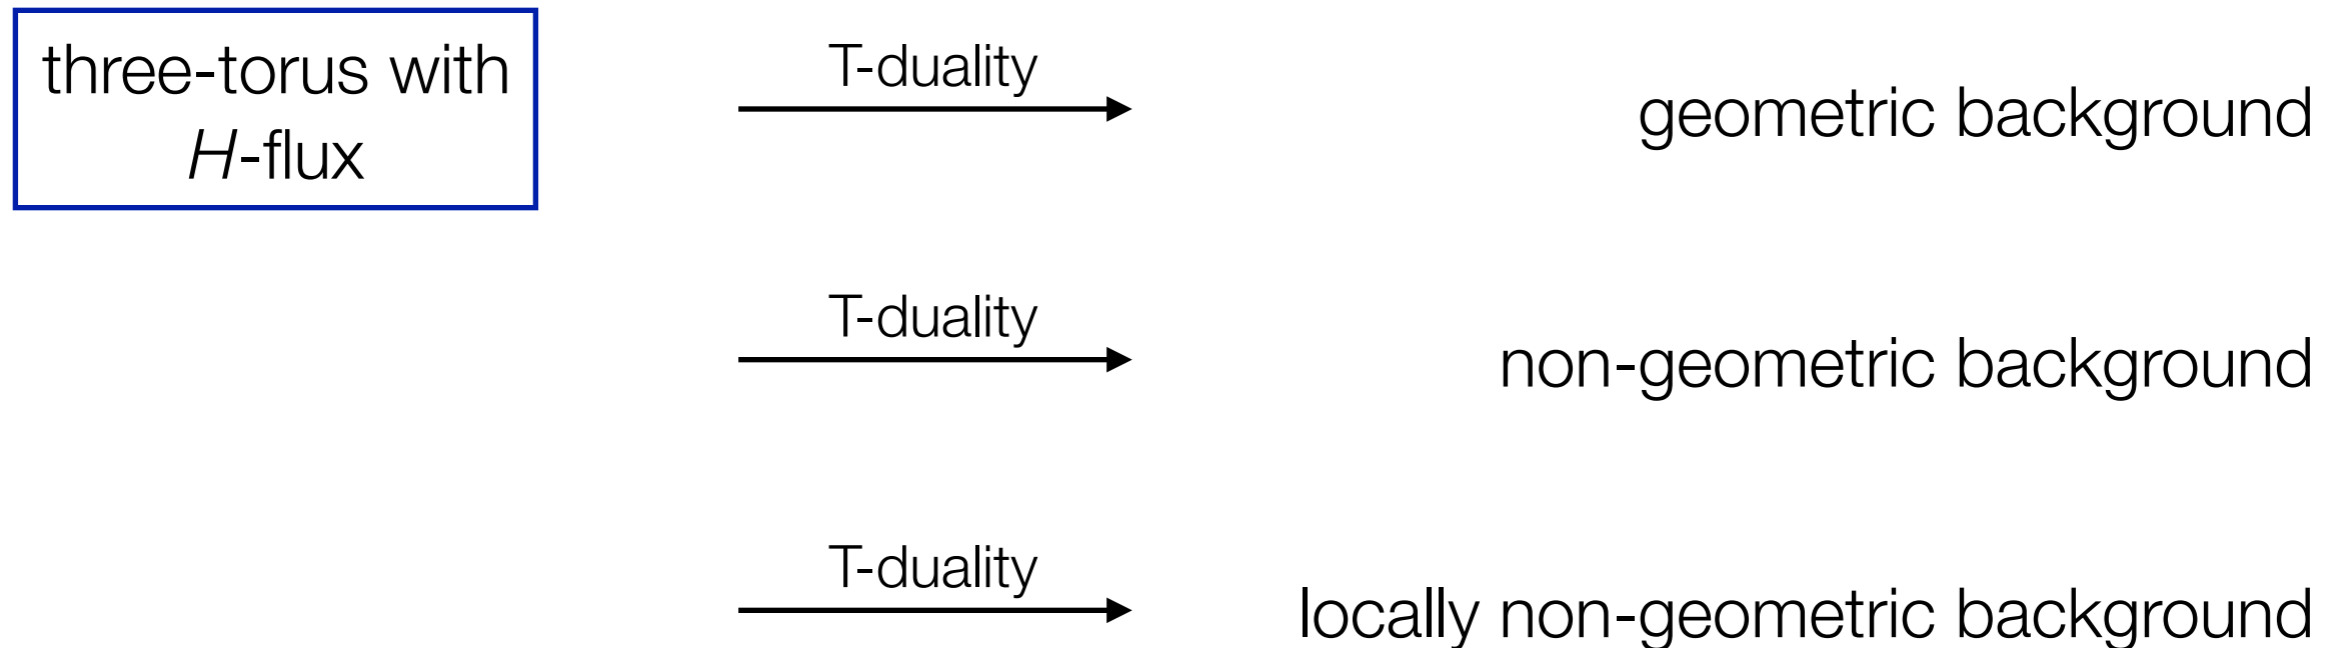 three-torus with
H-flux
T-duality
geometric background
T-duality
non-geometric background
T-duality
locally non-geometric background